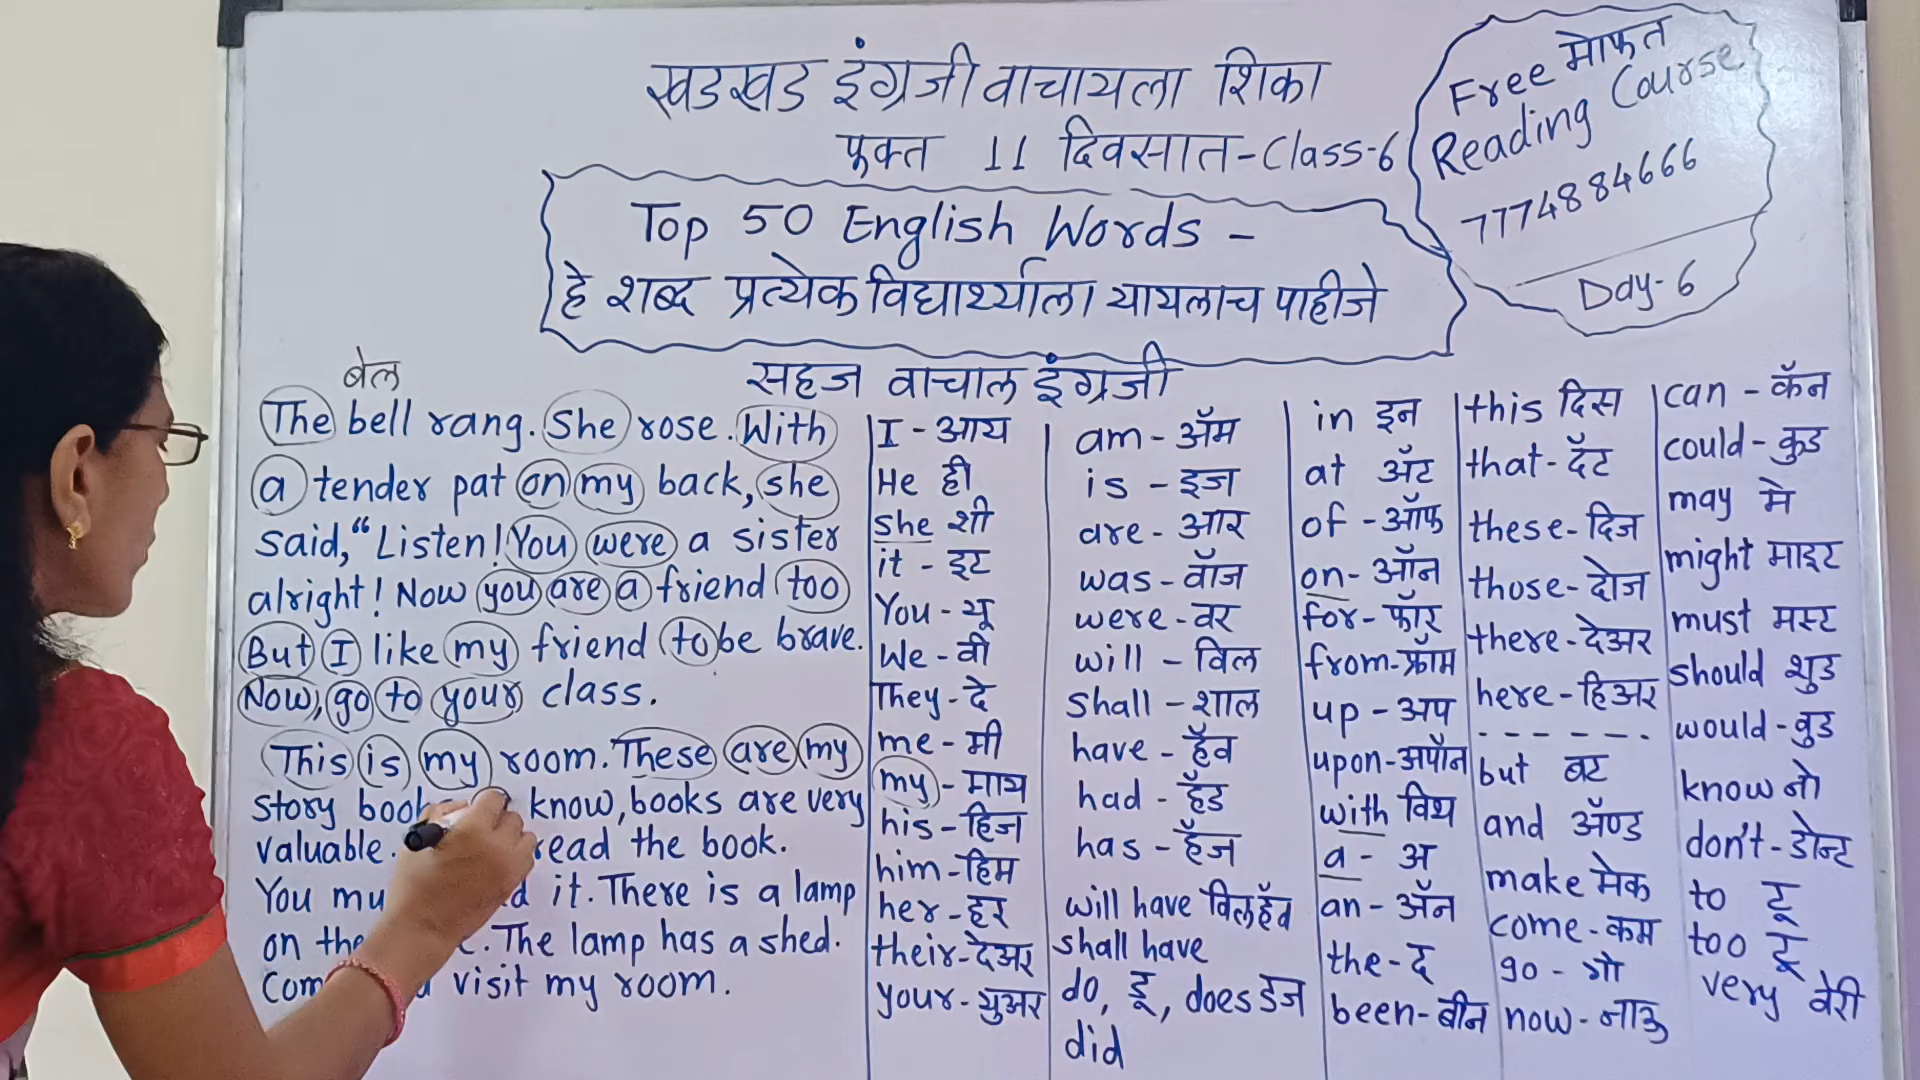 खडखड इंग्रजी वाचायला शिका
फक्त 11 दिवसात-Class-6
Free मोफत
Reading Course
7774884666
Day-6
Top 50 English Words -
हे शब्द प्रत्येक विद्यार्थ्याला यायलाच पाहीजे
सहज वाचाल इंग्रजी
बेल
The bell rang. She rose. With
a tender pat on my back, she
said, "Listen! You were a sister
alright! Now you are a friend too
But I like my friend to be brave.
Now, go to your class.
This is my room. These are my
story know, books are very
valuable. read the book.
You it. There is a lamp
on The lamp has a shed.
visit my room.
I - आय
He ही
she शी
it - इट
You - यू
We - वी
They - दे
me - मी
my - माय
his - हिज
him - हिम
her - हर
their - देअर
your - युअर
am - ॲम
is - इज
are - आर
was - वॉज
were - वर
will - विल
shall - शाल
have - हॅव
had - हॅड
has - हॅज
will have विलहॅव
shall have
do, डू, does डज
did
in इन
at ॲट
of - ऑफ
on - ऑन
for - फॉर
from - फ्रॉम
up - अप
upon - अपॉन
with विथ
a - अ
an - ॲन
the - द
been - बीन
this दिस
that - दॅट
these - दिज
those - दोज
there - देअर
here - हिअर
but बट
and ॲण्ड
make मेक
come - कम
go - गो
now - नाऊ
can - कॅन
could - कुड
may मे
might माइट
must मस्ट
should शुड
would - वुड
know नो
don't - डोन्ट
to टू
too टू
very वेरी